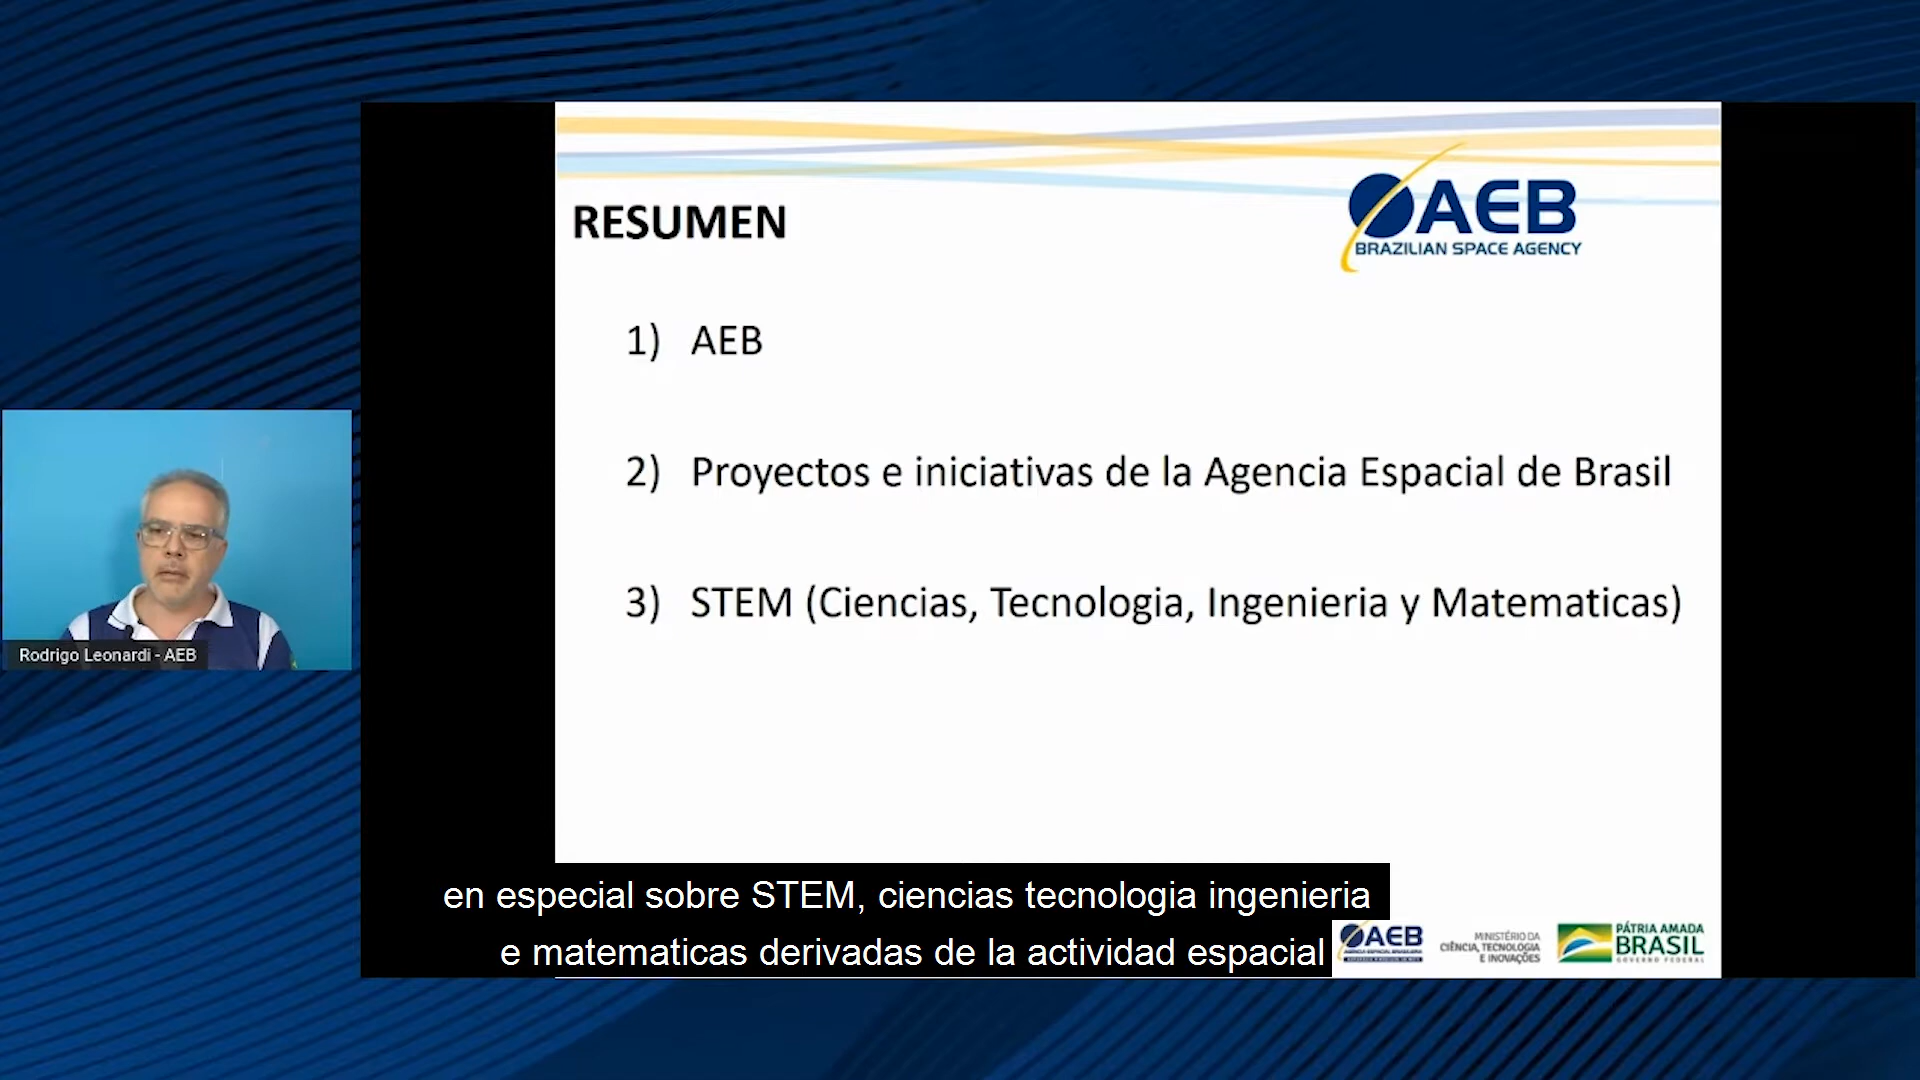 RESUMEN
AEB
BRAZILIAN SPACE AGENCY
1) AEB
2) Proyectos e iniciativas de la Agencia Espacial de Brasil
3) STEM (Ciencias, Tecnologia, Ingenieria y Matematicas)
Rodrigo Leonardi - AEB
en especial sobre STEM, ciencias tecnologia ingenieria
e matematicas derivadas de la actividad espacial
AEB
MINISTÉRIO DA
CIÊNCIA, TECNOLOGIA
E INOVAÇÕES
PÁTRIA AMADA
BRASIL
GOVERNO FEDERAL